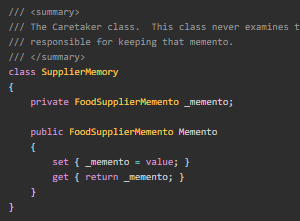 /// <summary>
/// The Caretaker class.  This class never examines t
/// responsible for keeping that memento.
/// </summary>
class SupplierMemory
{
    private FoodSupplierMemento _memento;

    public FoodSupplierMemento Memento
    {
        set { _memento = value; }
        get { return _memento; }
    }
}